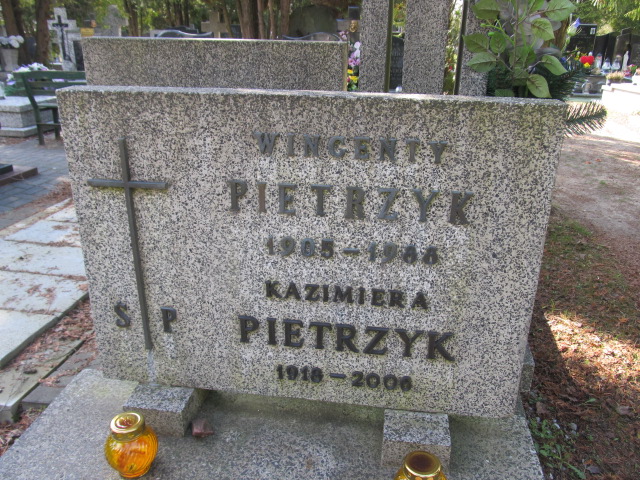 WINCENTY
PIETRZYK
1905-1988
KAZIMIERA
PIETRZYK
1918-2006
S P